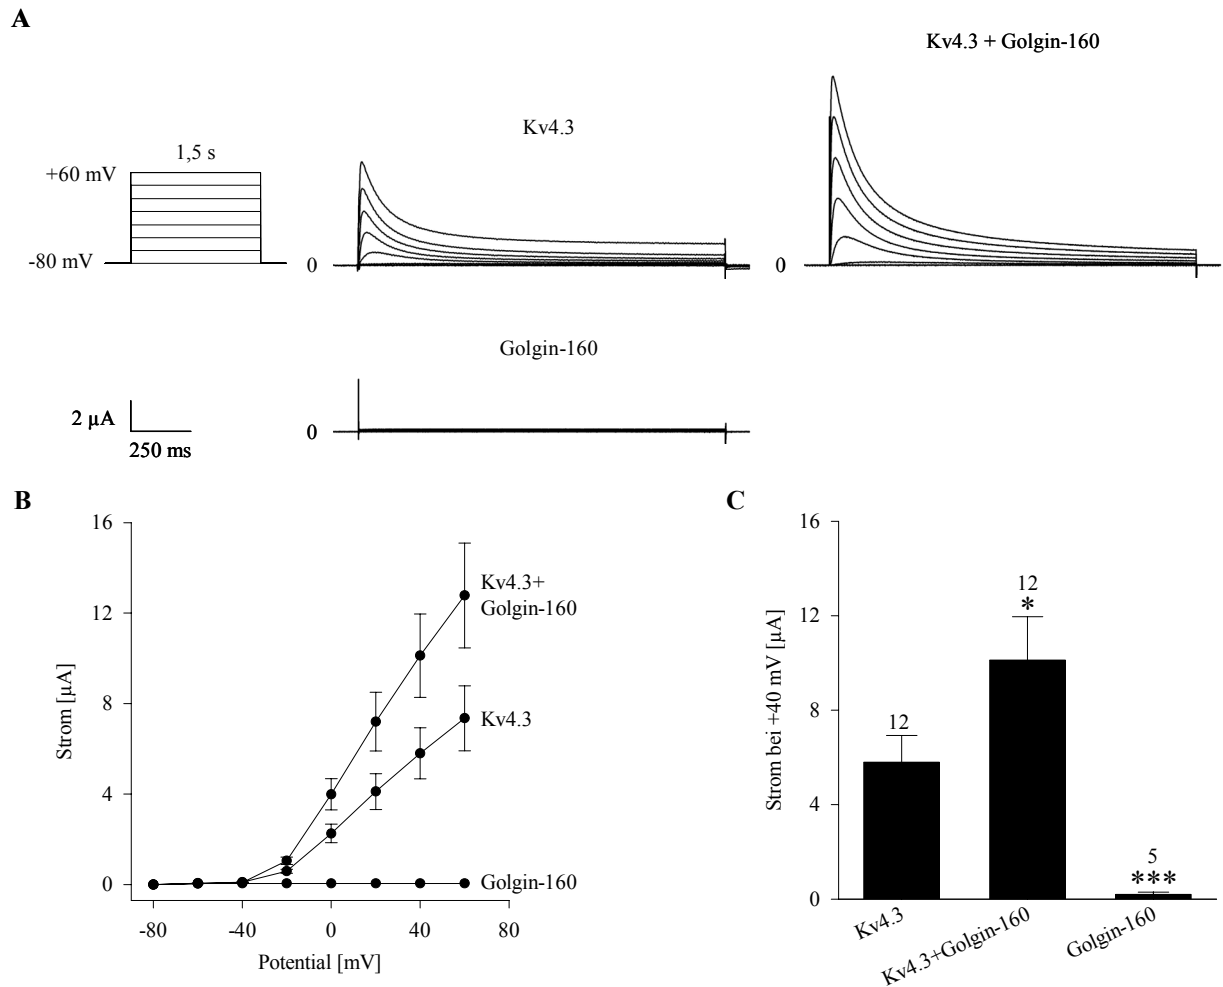 A
Kv4.3 + Golgin-160
Kv4.3
1,5 s
+60 mV
-80 mV
0
0
Golgin-160
2 µA
250 ms
0
B
16
12
8
4
0
-80
-40
0
40
80
Strom [µA]
Potential [mV]
Kv4.3+
Golgin-160
Kv4.3
Golgin-160
C
16
12
8
4
0
Strom bei +40 mV [µA]
12
12
*
5
***
Kv4.3
Kv4.3+Golgin-160
Golgin-160